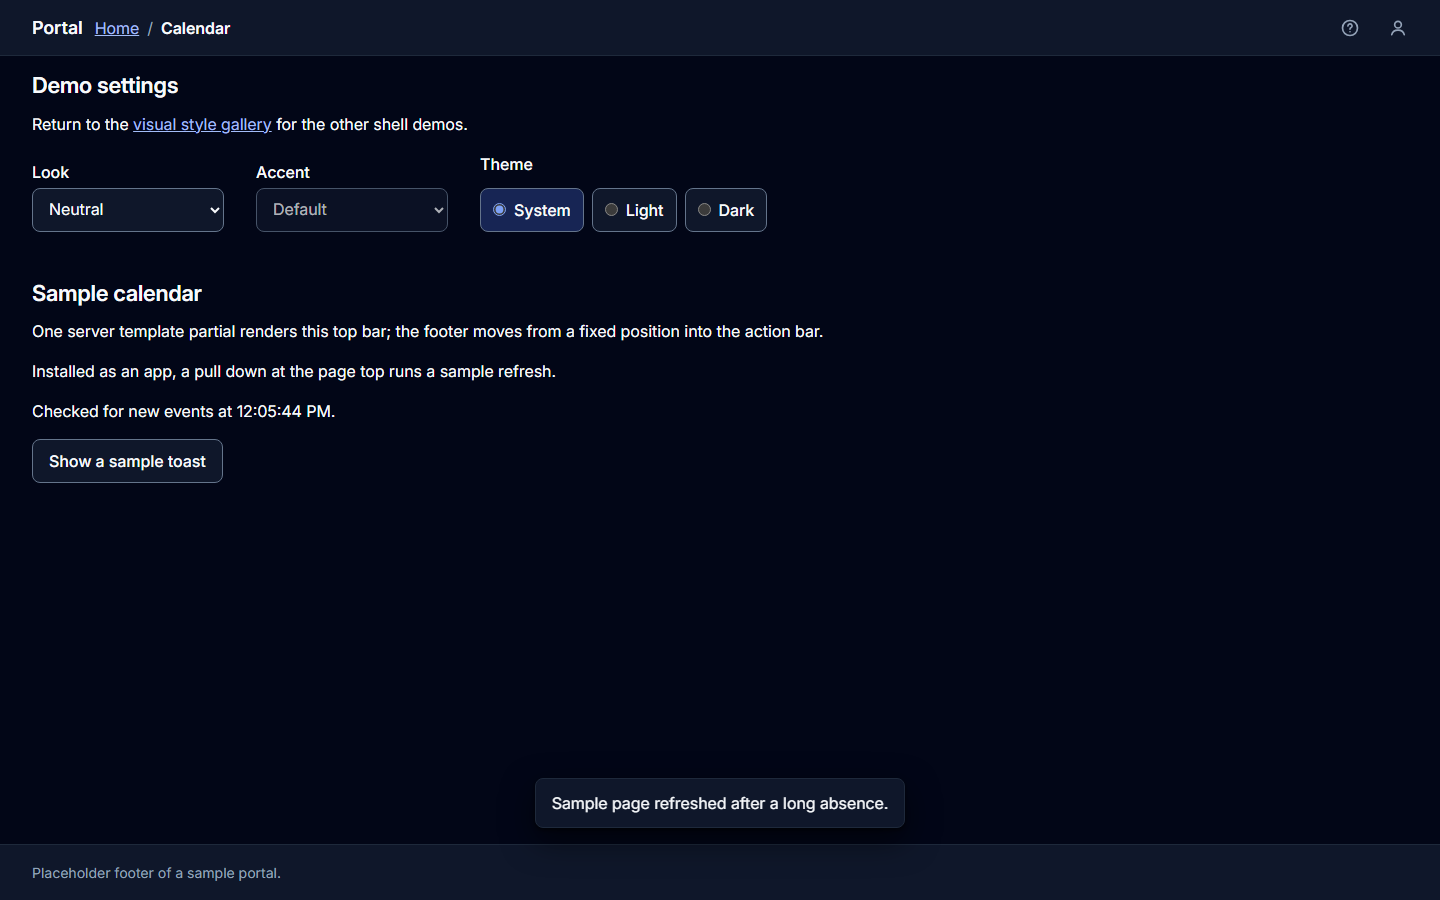 Portal Home / Calendar
Demo settings
Return to the visual style gallery for the other shell demos.
Look
Neutral
Accent
Default
Theme
System
Light
Dark
Sample calendar
One server template partial renders this top bar; the footer moves from a fixed position into the action bar.
Installed as an app, a pull down at the page top runs a sample refresh.
Checked for new events at 12:05:44 PM.
Show a sample toast
Sample page refreshed after a long absence.
Placeholder footer of a sample portal.